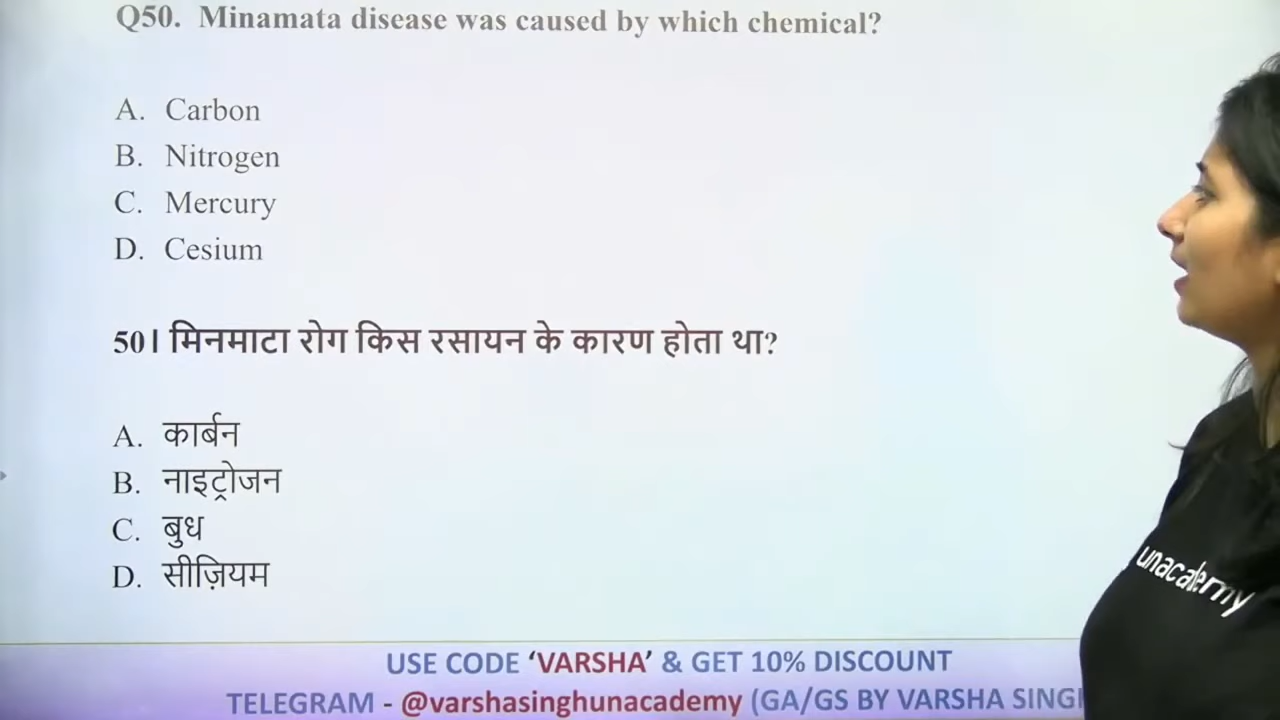 Q50. Minamata disease was caused by which chemical?
A. Carbon
B. Nitrogen
C. Mercury
D. Cesium
50। मिनमाटा रोग किस रसायन के कारण होता था?
A. कार्बन
B. नाइट्रोजन
C. बुध
D. सीज़ियम
unacademy
USE CODE ‘VARSHA’ & GET 10% DISCOUNT
TELEGRAM - @varshasinghunacademy (GA/GS BY VARSHA SINGH